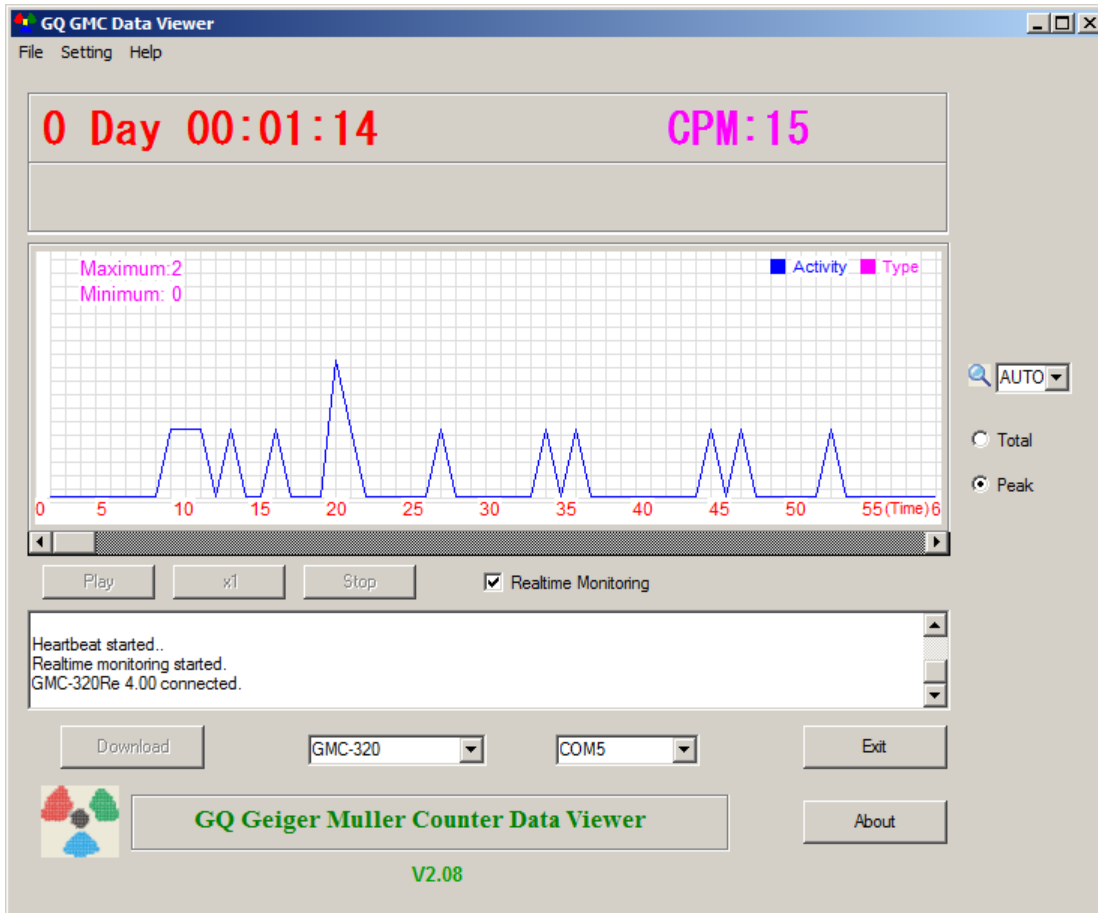 GQ GMC Data Viewer
File Setting Help
0 Day 00:01:14 CPM:15
Maximum:2
Minimum: 0
Activity Type
AUTO
Total
Peak
0 5 10 15 20 25 30 35 40 45 50 55 (Time) 6
Play x1 Stop Realtime Monitoring
Heartbeat started..
Realtime monitoring started.
GMC-320Re 4.00 connected.
Download GMC-320 COM5 Exit
GQ Geiger Muller Counter Data Viewer About
V2.08